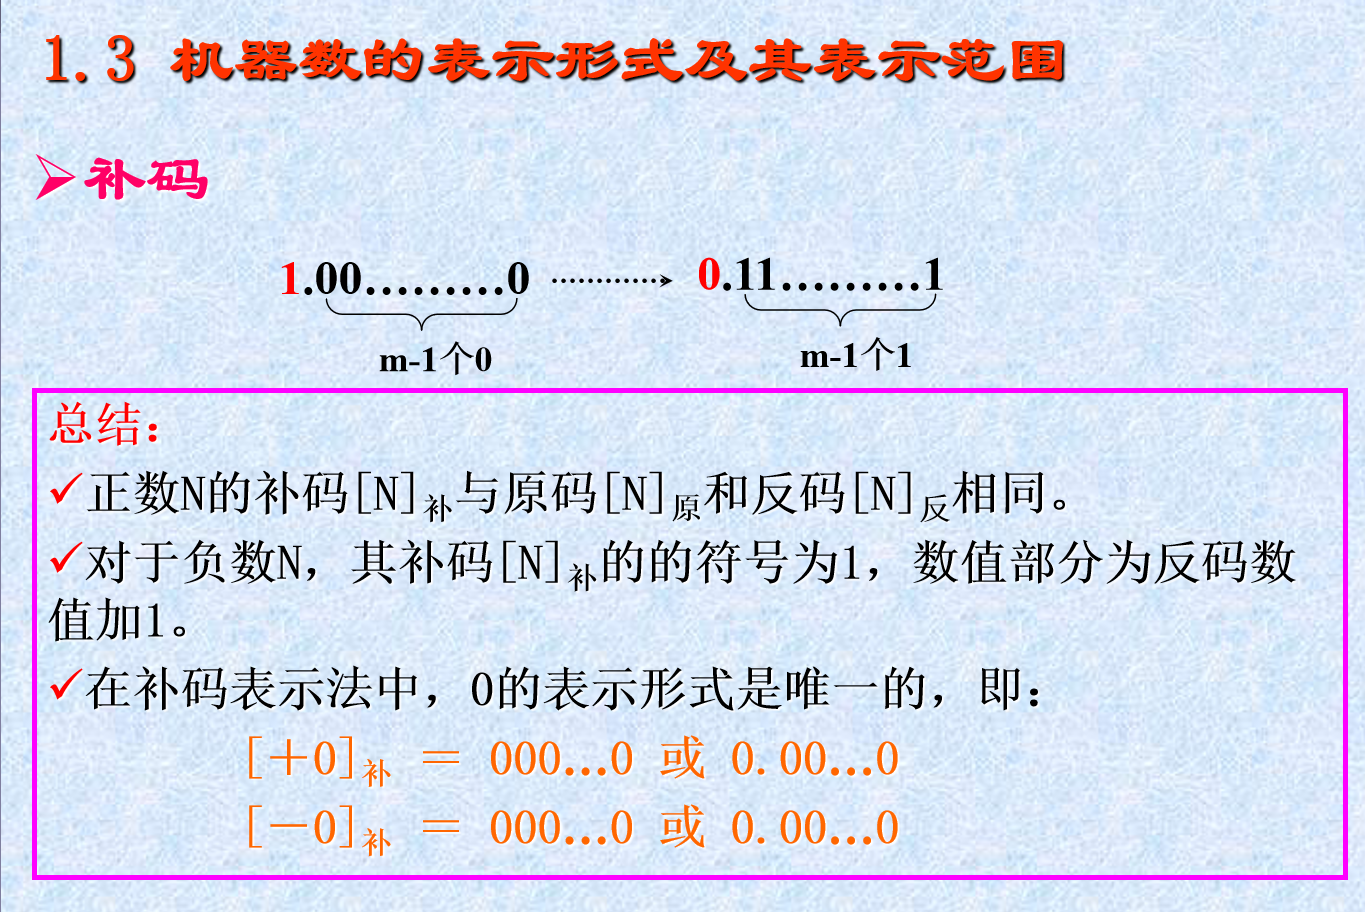 1.3 机器数的表示形式及其表示范围
➢补码
1.00………0 ············→ 0.11………1
m-1个0 m-1个1
总结：
✓正数N的补码[N]补与原码[N]原和反码[N]反相同。
✓对于负数N，其补码[N]补的的符号为1，数值部分为反码数
值加1。
✓在补码表示法中，0的表示形式是唯一的，即：
[＋0]补 ＝ 000…0 或 0.00…0
[－0]补 ＝ 000…0 或 0.00…0